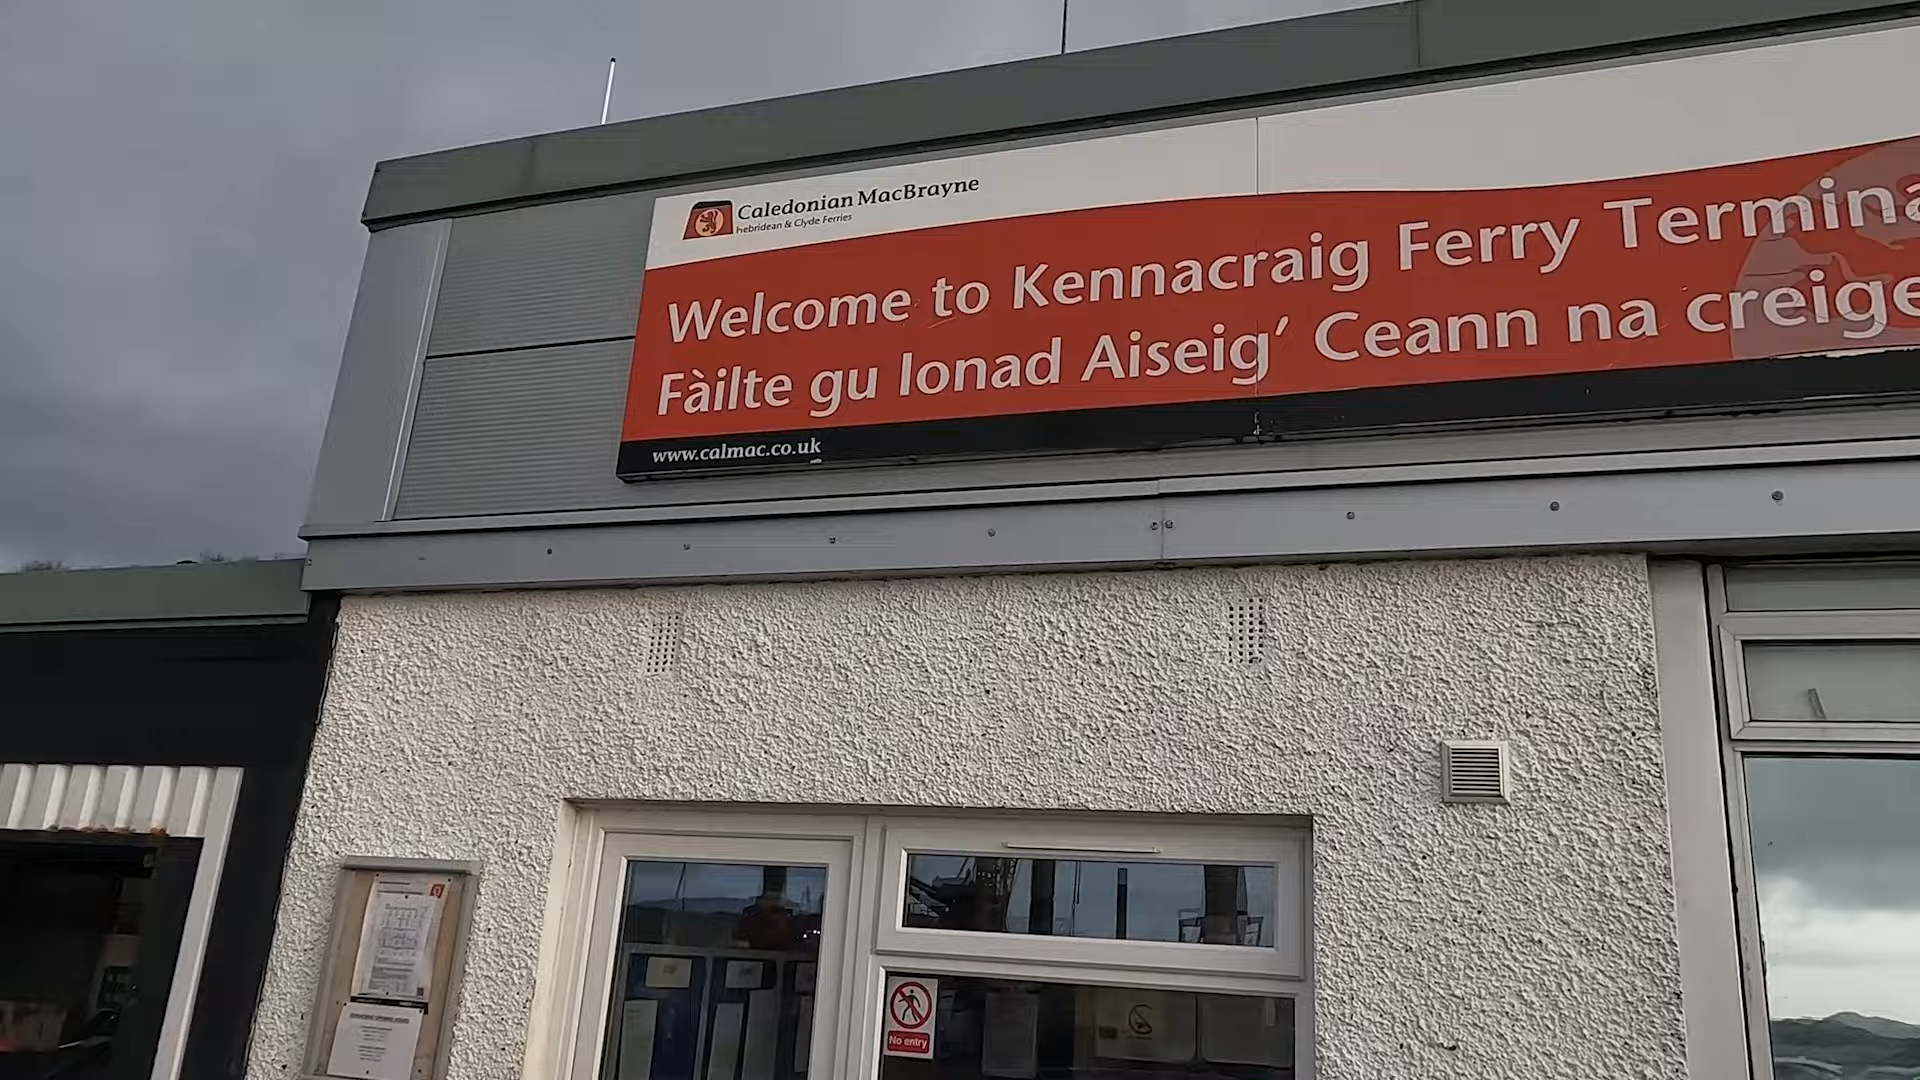 Caledonian MacBrayne
Hebridean & Clyde Ferries
Welcome to Kennacraig Ferry Termina
Fàilte gu Ionad Aiseig’ Ceann na creige
www.calmac.co.uk
No entry